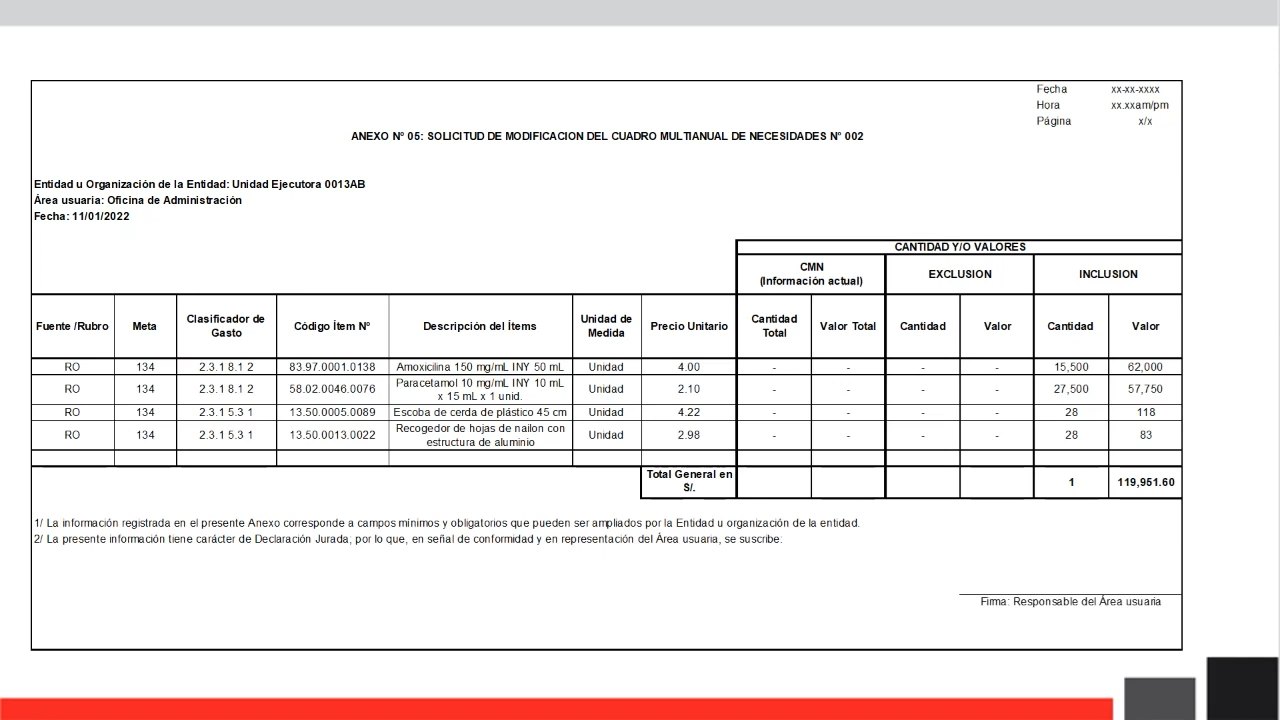 Fecha xx-xx-xxxx
Hora xx.xxam/pm
Página x/x
ANEXO N° 05: SOLICITUD DE MODIFICACION DEL CUADRO MULTIANUAL DE NECESIDADES N° 002
Entidad u Organización de la Entidad: Unidad Ejecutora 0013AB
Área usuaria: Oficina de Administración
Fecha: 11/01/2022
CANTIDAD Y/O VALORES
CMN
(Información actual)
EXCLUSION
INCLUSION
Fuente /Rubro
Meta
Clasificador de
Gasto
Código Ítem Nº
Descripción del Ítems
Unidad de
Medida
Precio Unitario
Cantidad
Total
Valor Total
Cantidad
Valor
Cantidad
Valor
RO 134 2.3.1 8.1 2 83.97.0001.0138 Amoxicilina 150 mg/mL INY 50 mL Unidad 4.00 - - - - 15,500 62,000
RO 134 2.3.1 8.1 2 58.02.0046.0076 Paracetamol 10 mg/mL INY 10 mL
x 15 mL x 1 unid. Unidad 2.10 - - - - 27,500 57,750
RO 134 2.3.1 5.3 1 13.50.0005.0089 Escoba de cerda de plástico 45 cm Unidad 4.22 - - - - 28 118
RO 134 2.3.1 5.3 1 13.50.0013.0022 Recogedor de hojas de nailon con
estructura de aluminio Unidad 2.98 - - - - 28 83
Total General en
S/.
1 119,951.60
1/ La información registrada en el presente Anexo corresponde a campos mínimos y obligatorios que pueden ser ampliados por la Entidad u organización de la entidad.
2/ La presente información tiene carácter de Declaración Jurada; por lo que, en señal de conformidad y en representación del Área usuaria, se suscribe:
Firma: Responsable del Área usuaria